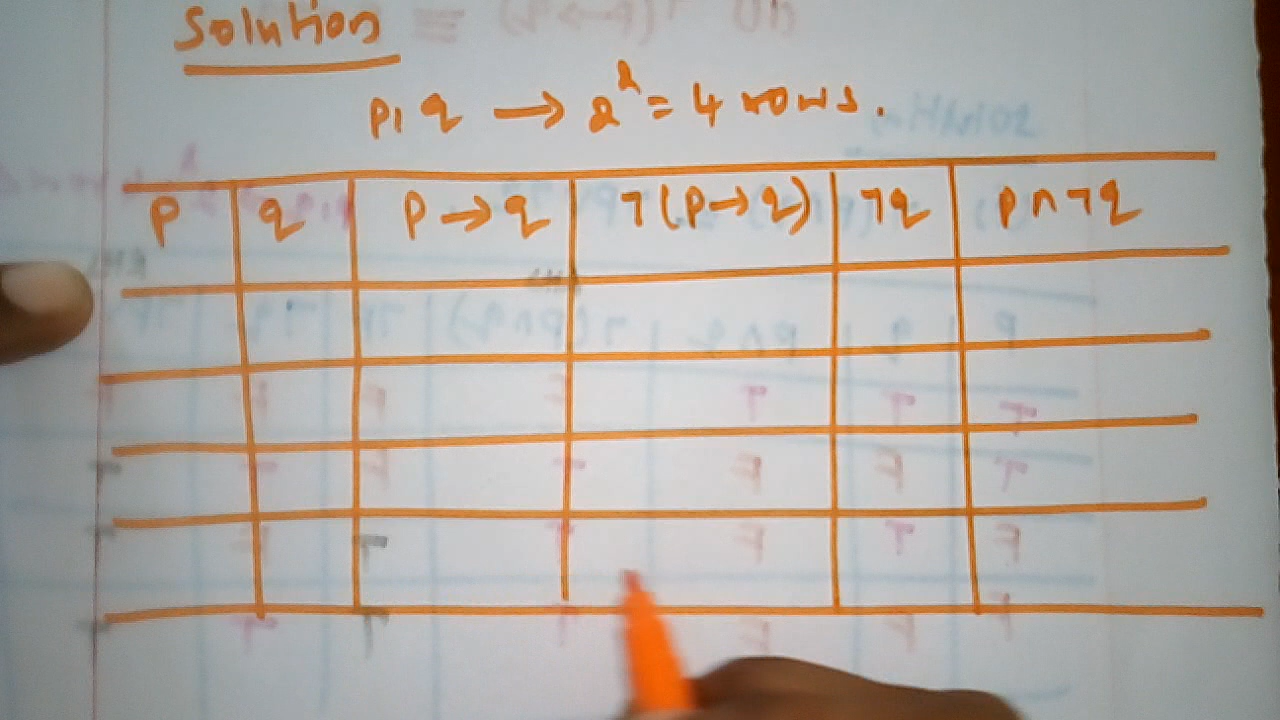 Solution
p, q → 2² = 4 rows.
p q p → q ¬(p → q) ¬q p ∧ ¬q